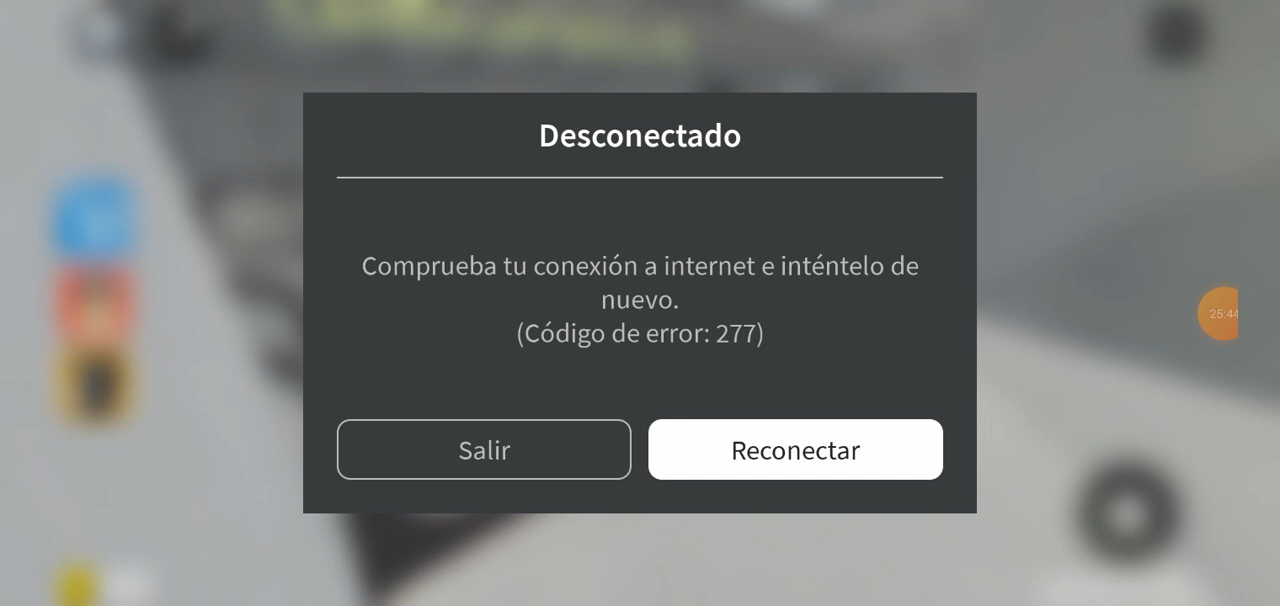 Desconectado
Comprueba tu conexión a internet e inténtelo de
nuevo.
(Código de error: 277)
25:44
Salir
Reconectar